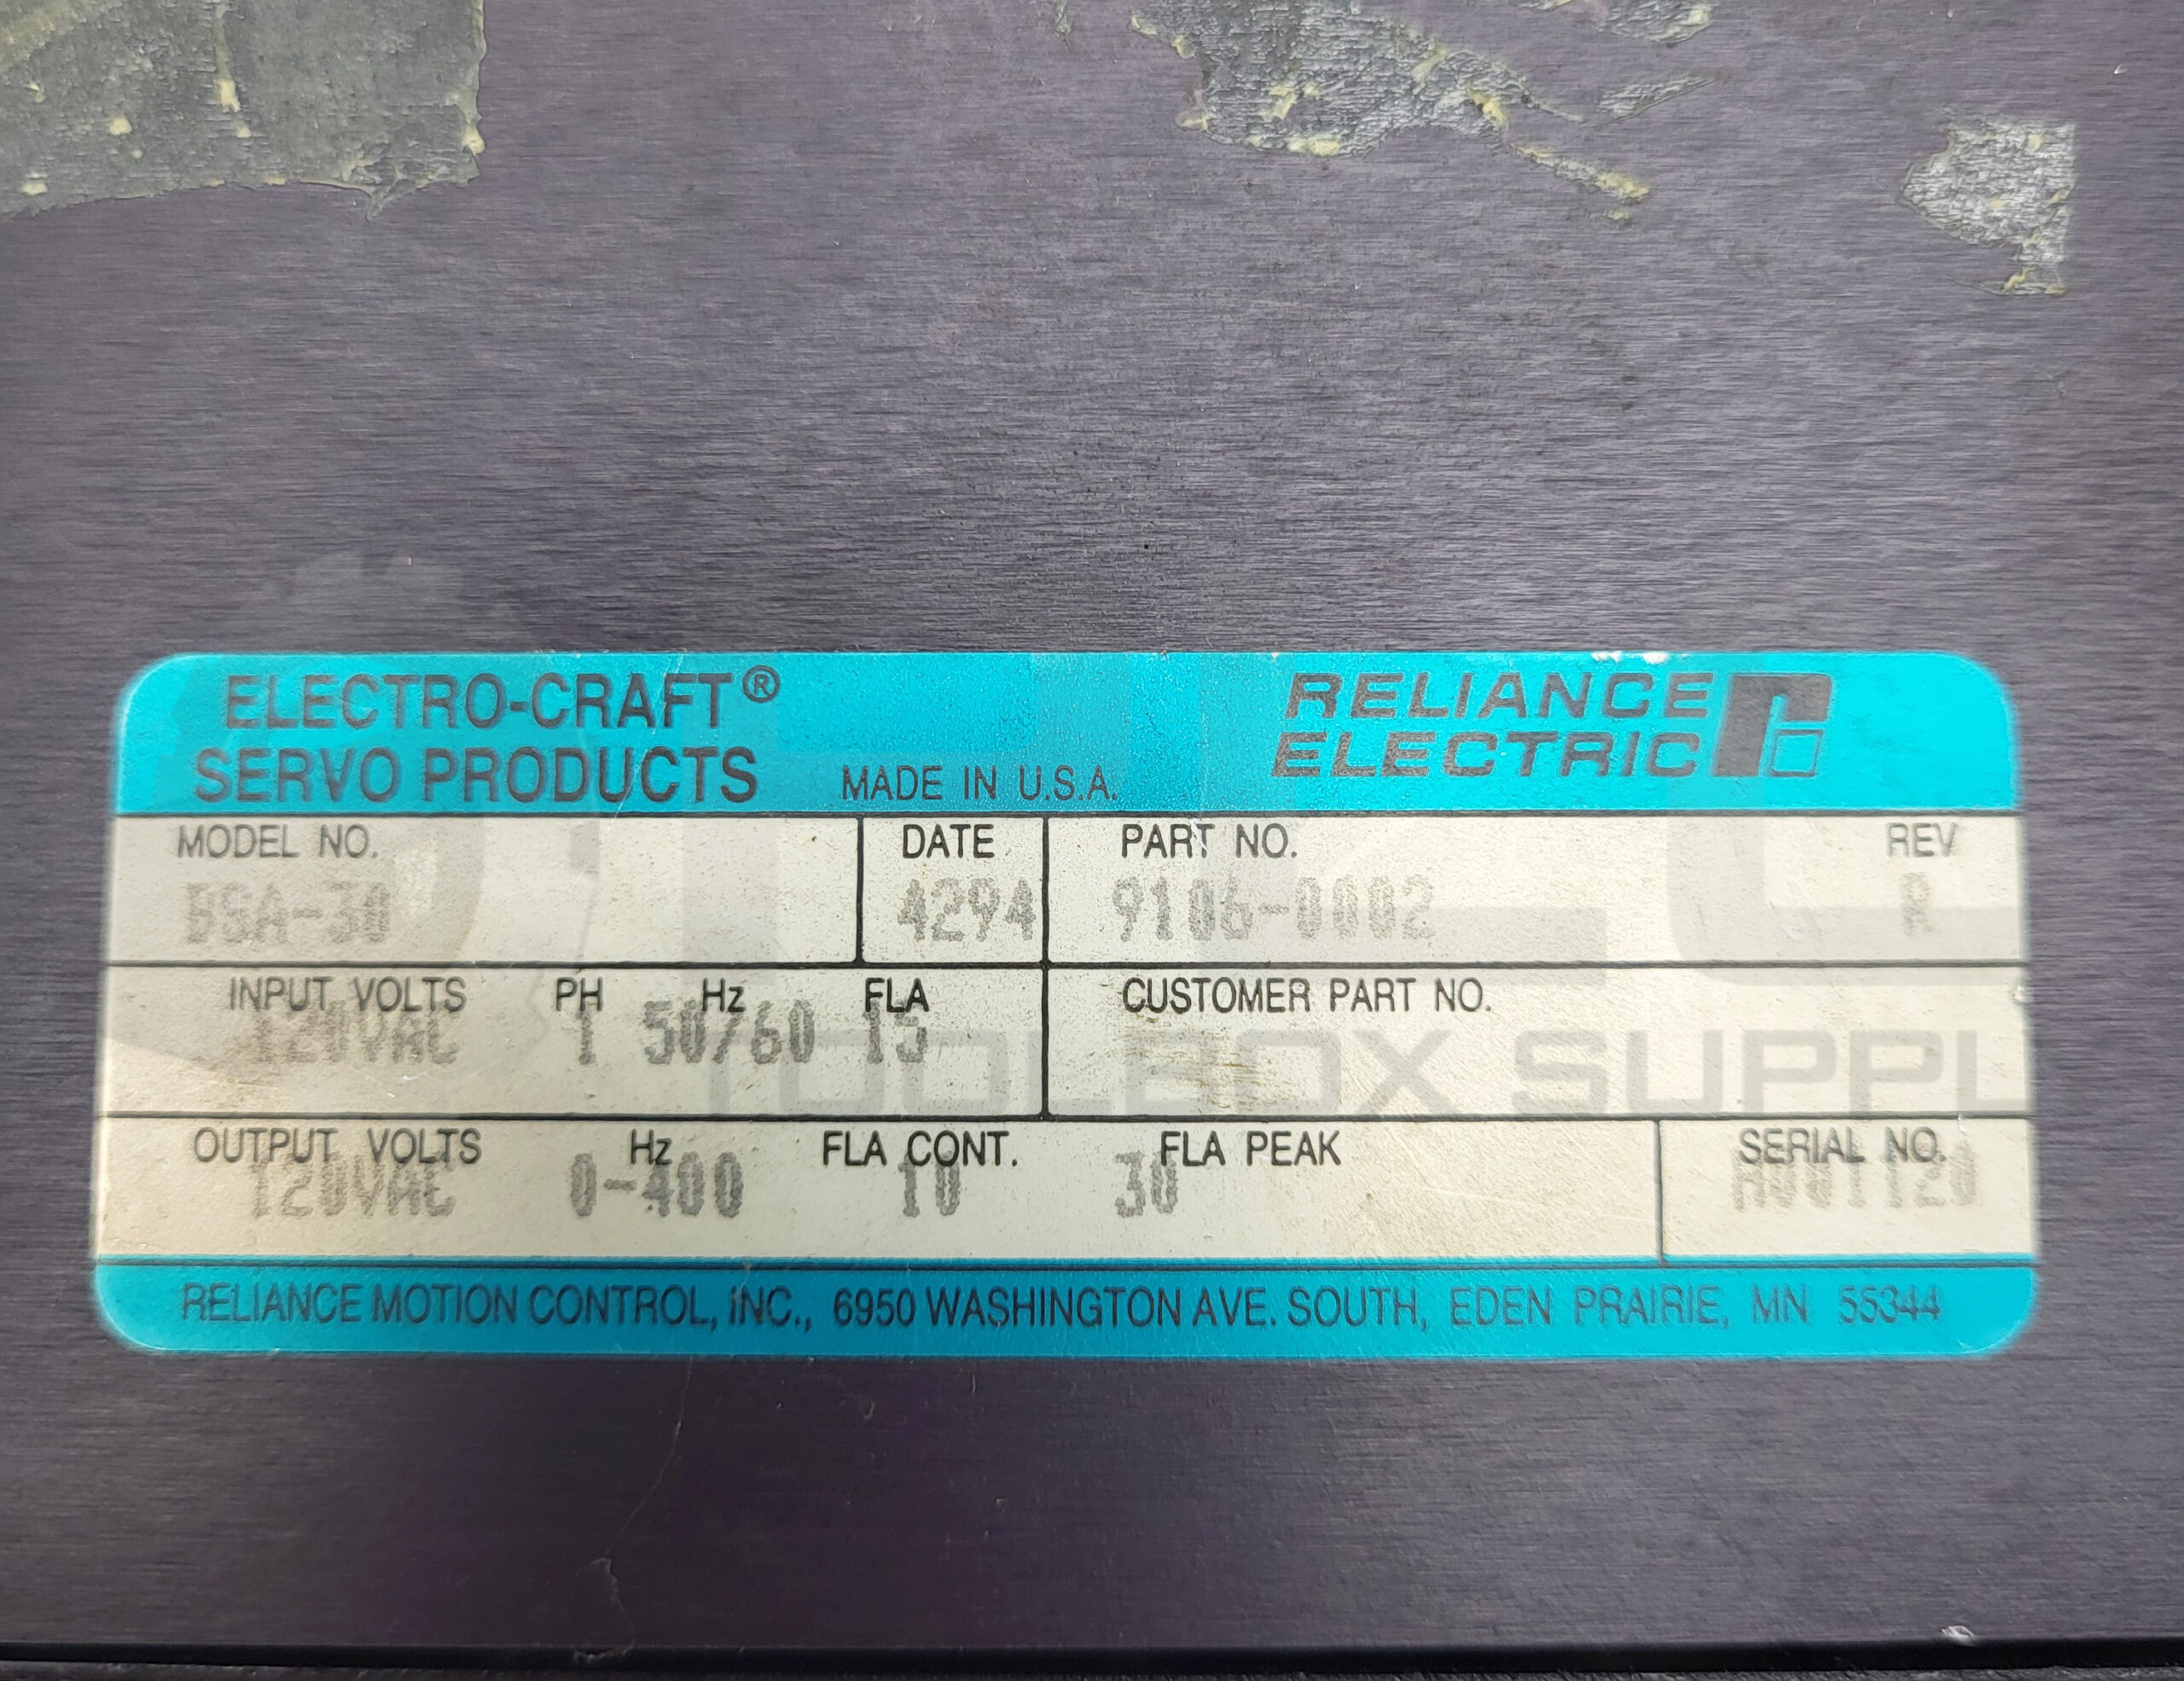 ELECTRO-CRAFT®
SERVO PRODUCTS MADE IN U.S.A.
RELIANCE
ELECTRIC
MODEL NO. DATE PART NO. REV
BSA-30 4294 9106-0002 R
INPUT VOLTS PH Hz FLA CUSTOMER PART NO.
120VAC 1 50/60 15
OUTPUT VOLTS Hz FLA CONT. FLA PEAK SERIAL NO.
120VAC 0-400 10 30
RELIANCE MOTION CONTROL, INC., 6950 WASHINGTON AVE. SOUTH, EDEN PRAIRIE, MN 55344
TOOLBOX SUPPL